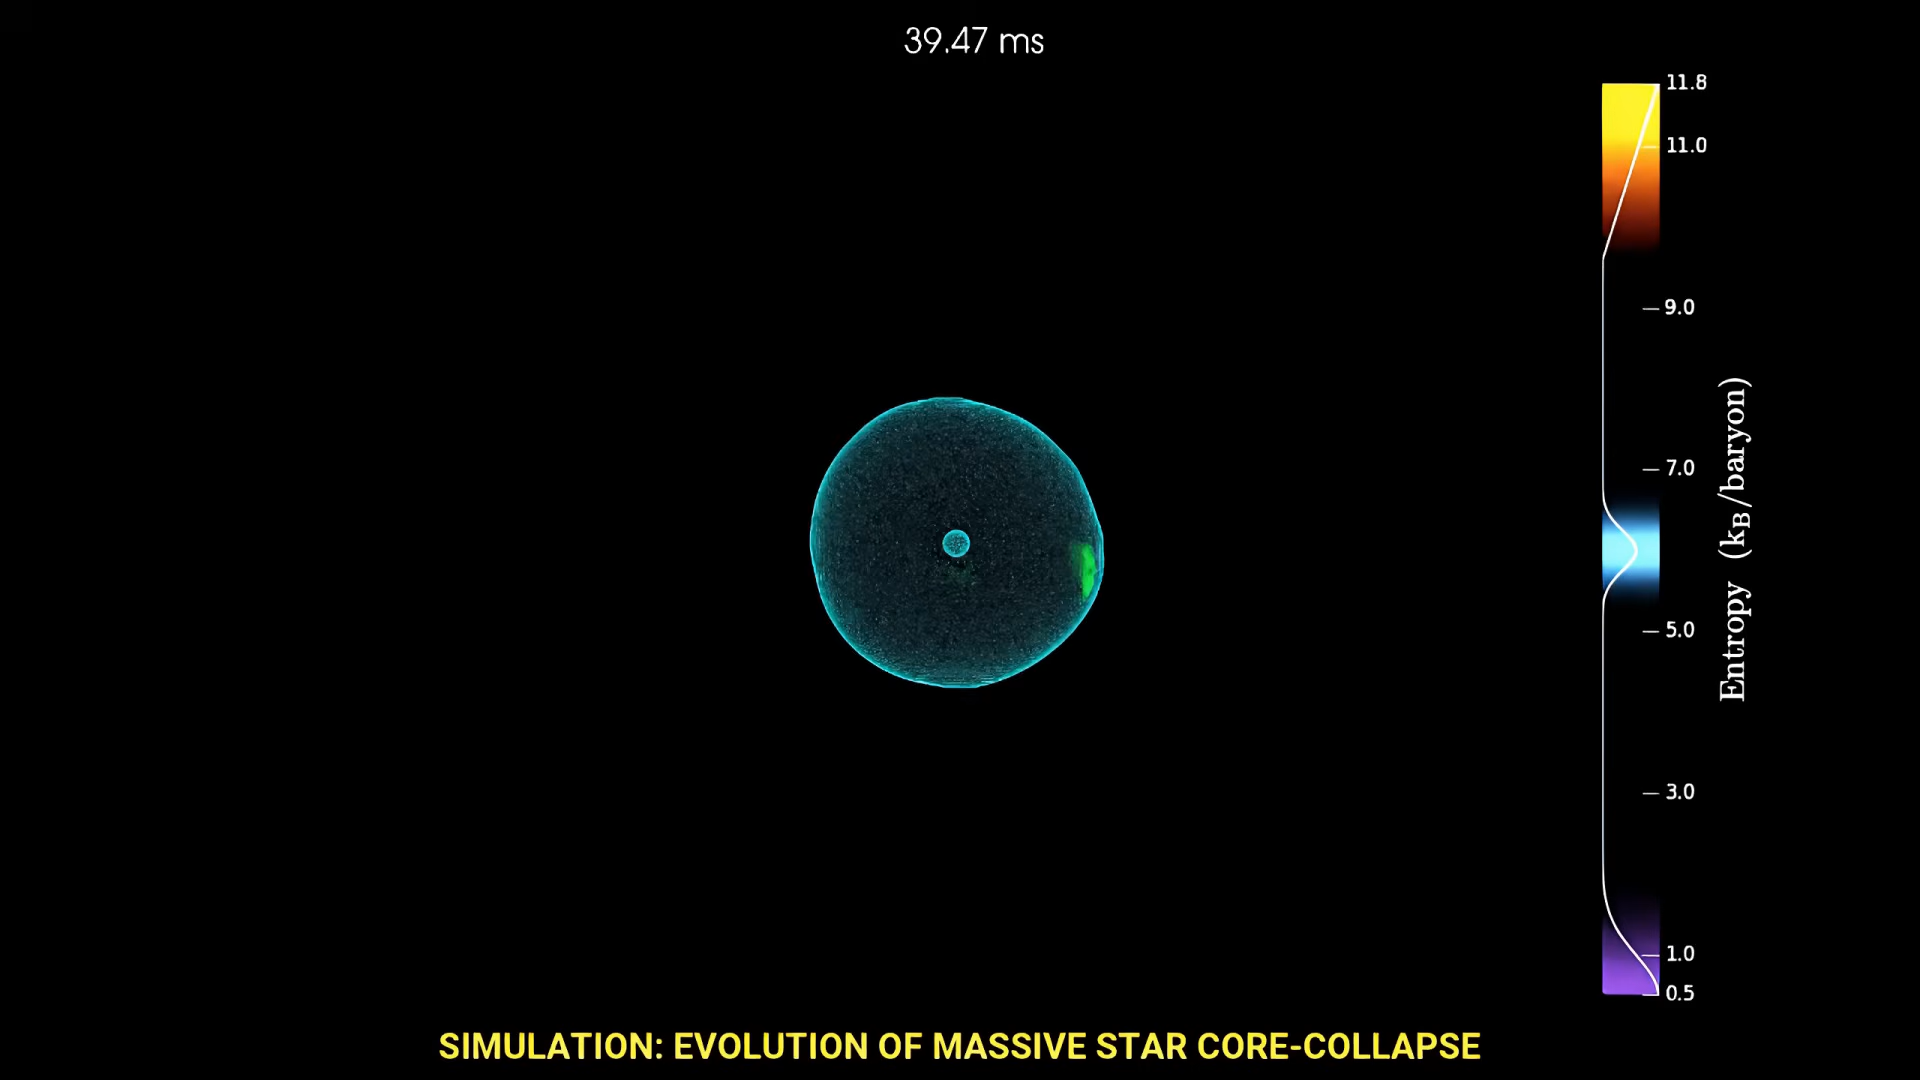 39.47 ms
11.8
11.0
9.0
7.0
5.0
3.0
1.0
0.5
Entropy (kB/baryon)
SIMULATION: EVOLUTION OF MASSIVE STAR CORE-COLLAPSE